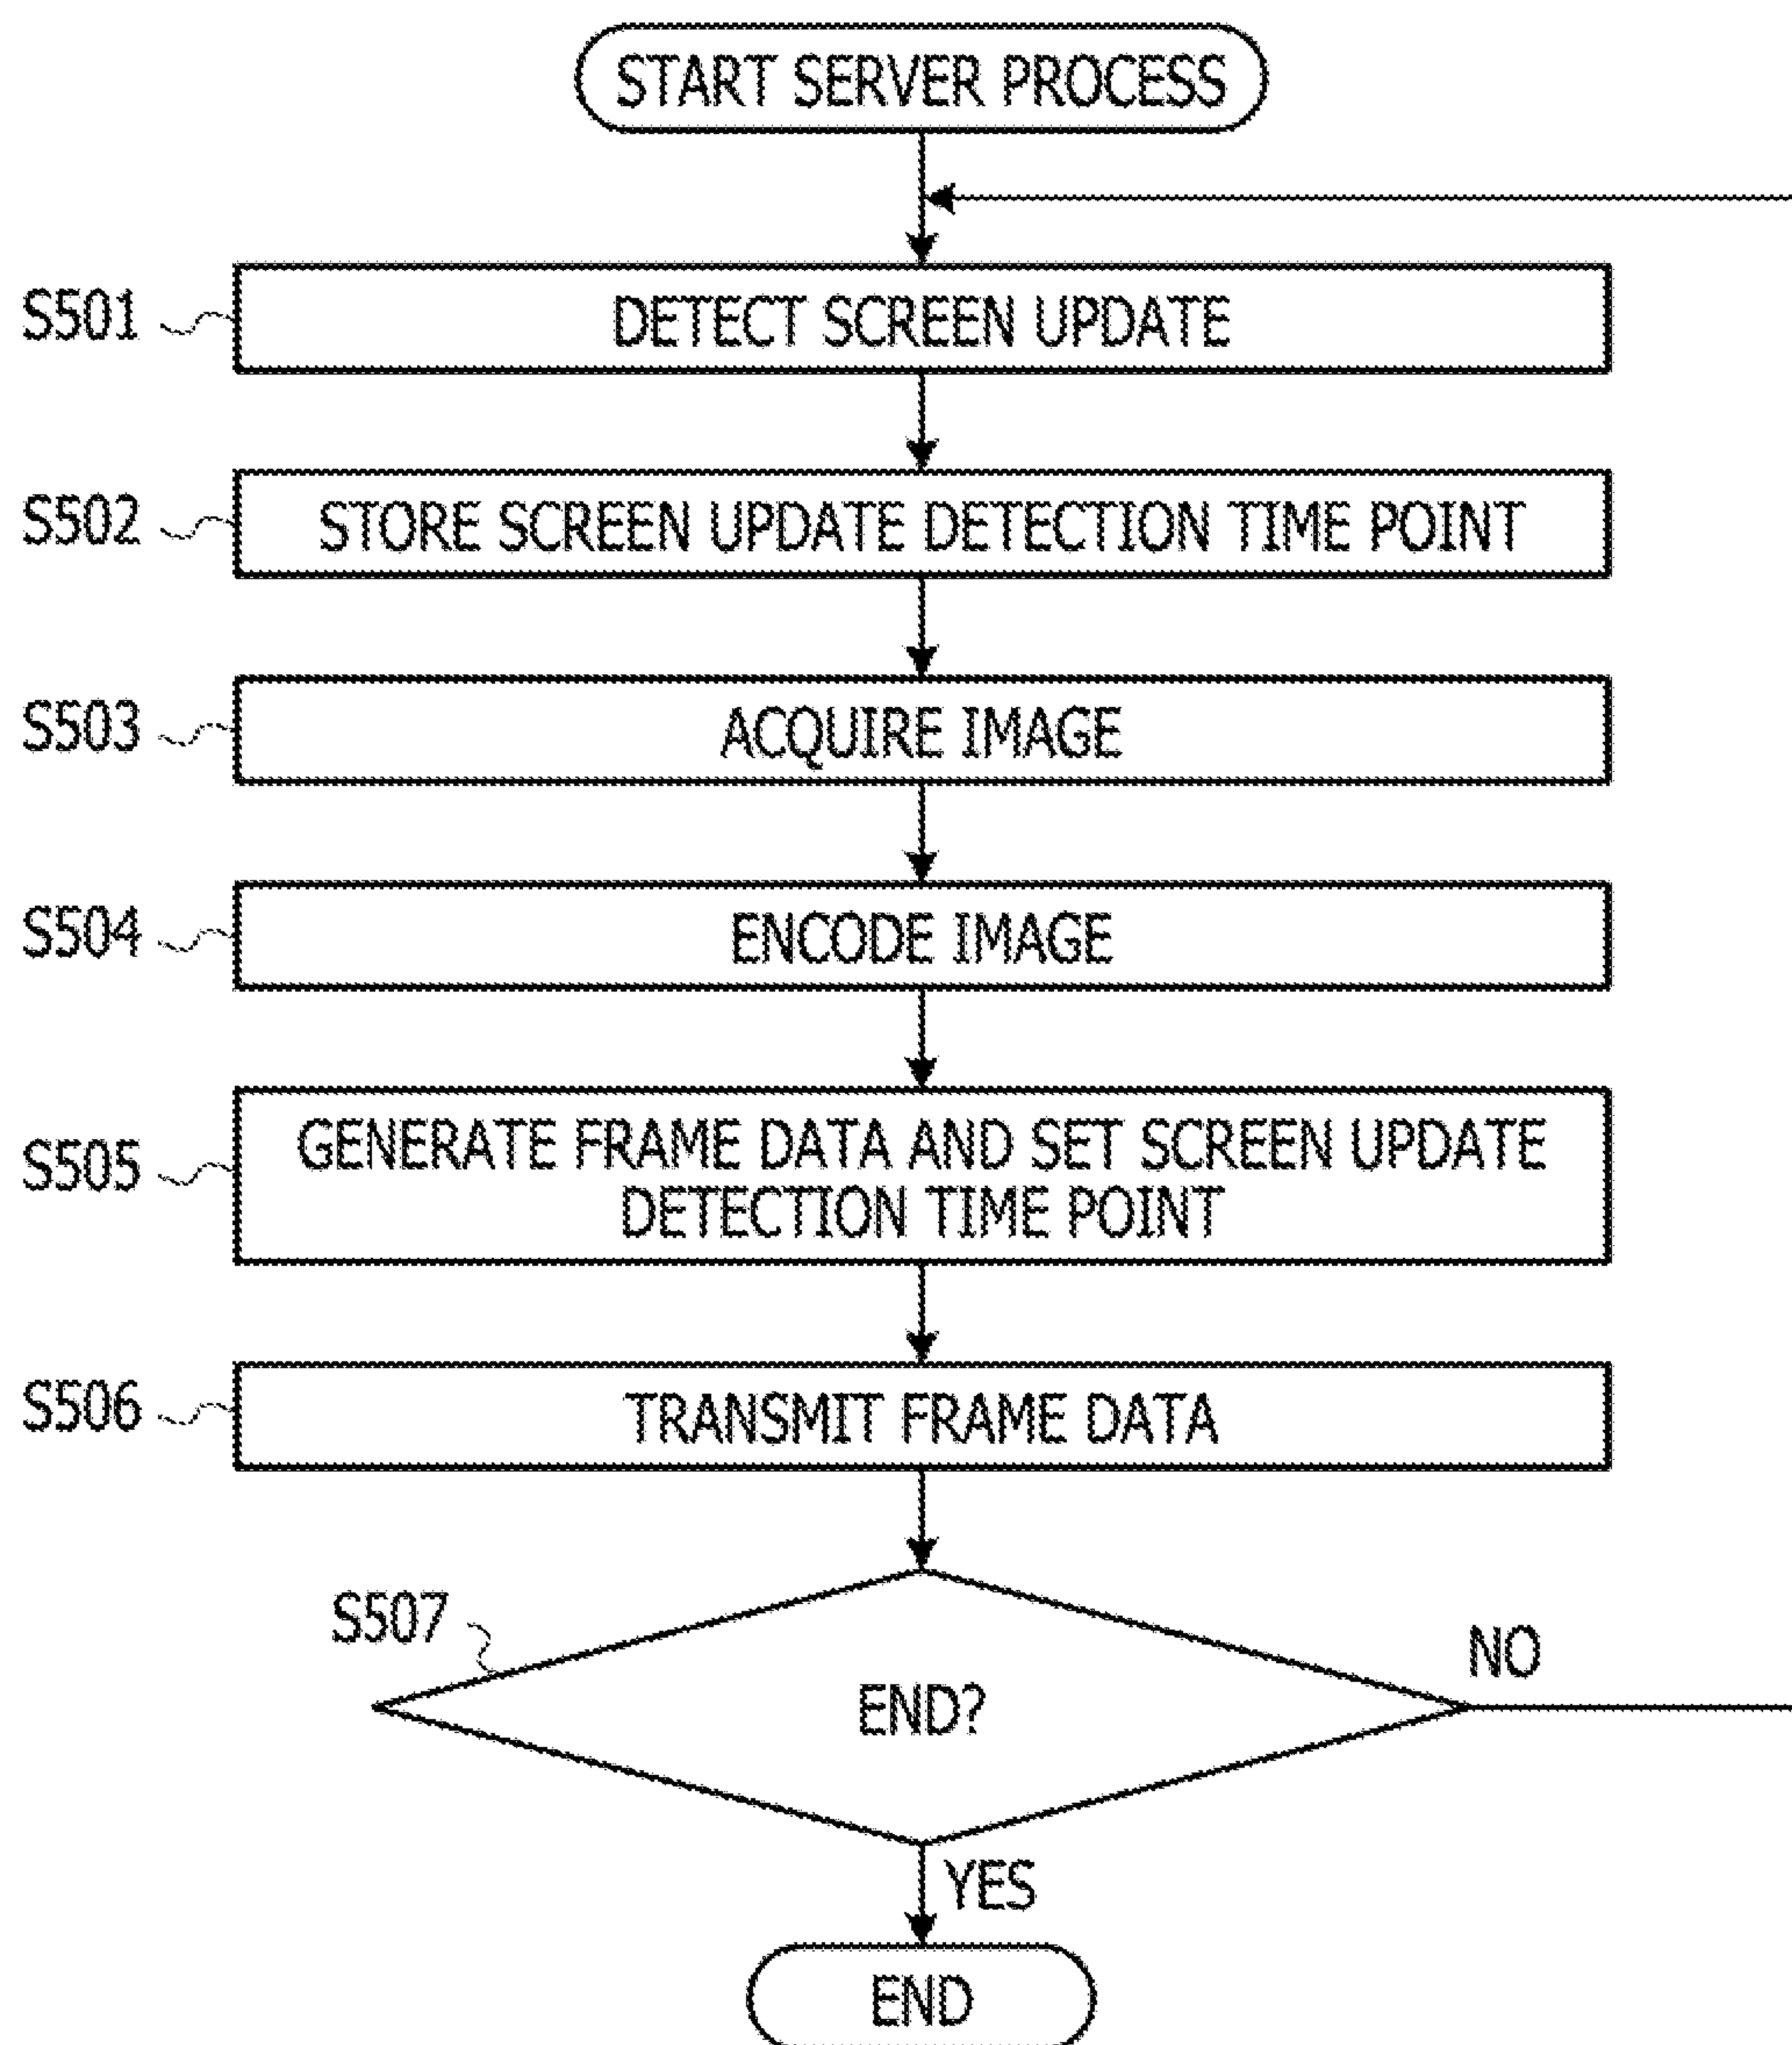 START SERVER PROCESS
S501
DETECT SCREEN UPDATE
S502
STORE SCREEN UPDATE DETECTION TIME POINT
S503
ACQUIRE IMAGE
S504
ENCODE IMAGE
S505
GENERATE FRAME DATA AND SET SCREEN UPDATE
DETECTION TIME POINT
S506
TRANSMIT FRAME DATA
S507
END?
NO
YES
END